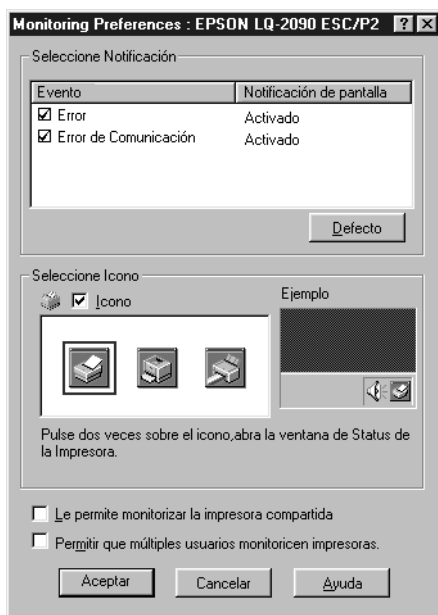 Monitoring Preferences : EPSON LQ-2090 ESC/P2
Seleccione Notificación
Evento Notificación de pantalla
Error Activado
Error de Comunicación Activado
Defecto
Seleccione Icono
Icono
Ejemplo
Pulse dos veces sobre el icono,abra la ventana de Status de
la Impresora.
Le permite monitorizar la impresora compartida
Permitir que múltiples usuarios monitoricen impresoras.
Aceptar Cancelar Ayuda